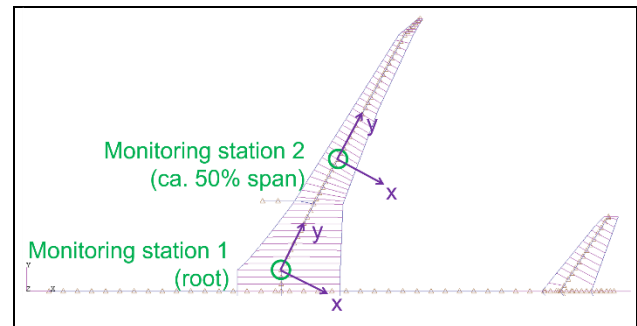 y
Monitoring station 2
(ca. 50% span)
x
y
Monitoring station 1
(root)
x
Y
Z
X